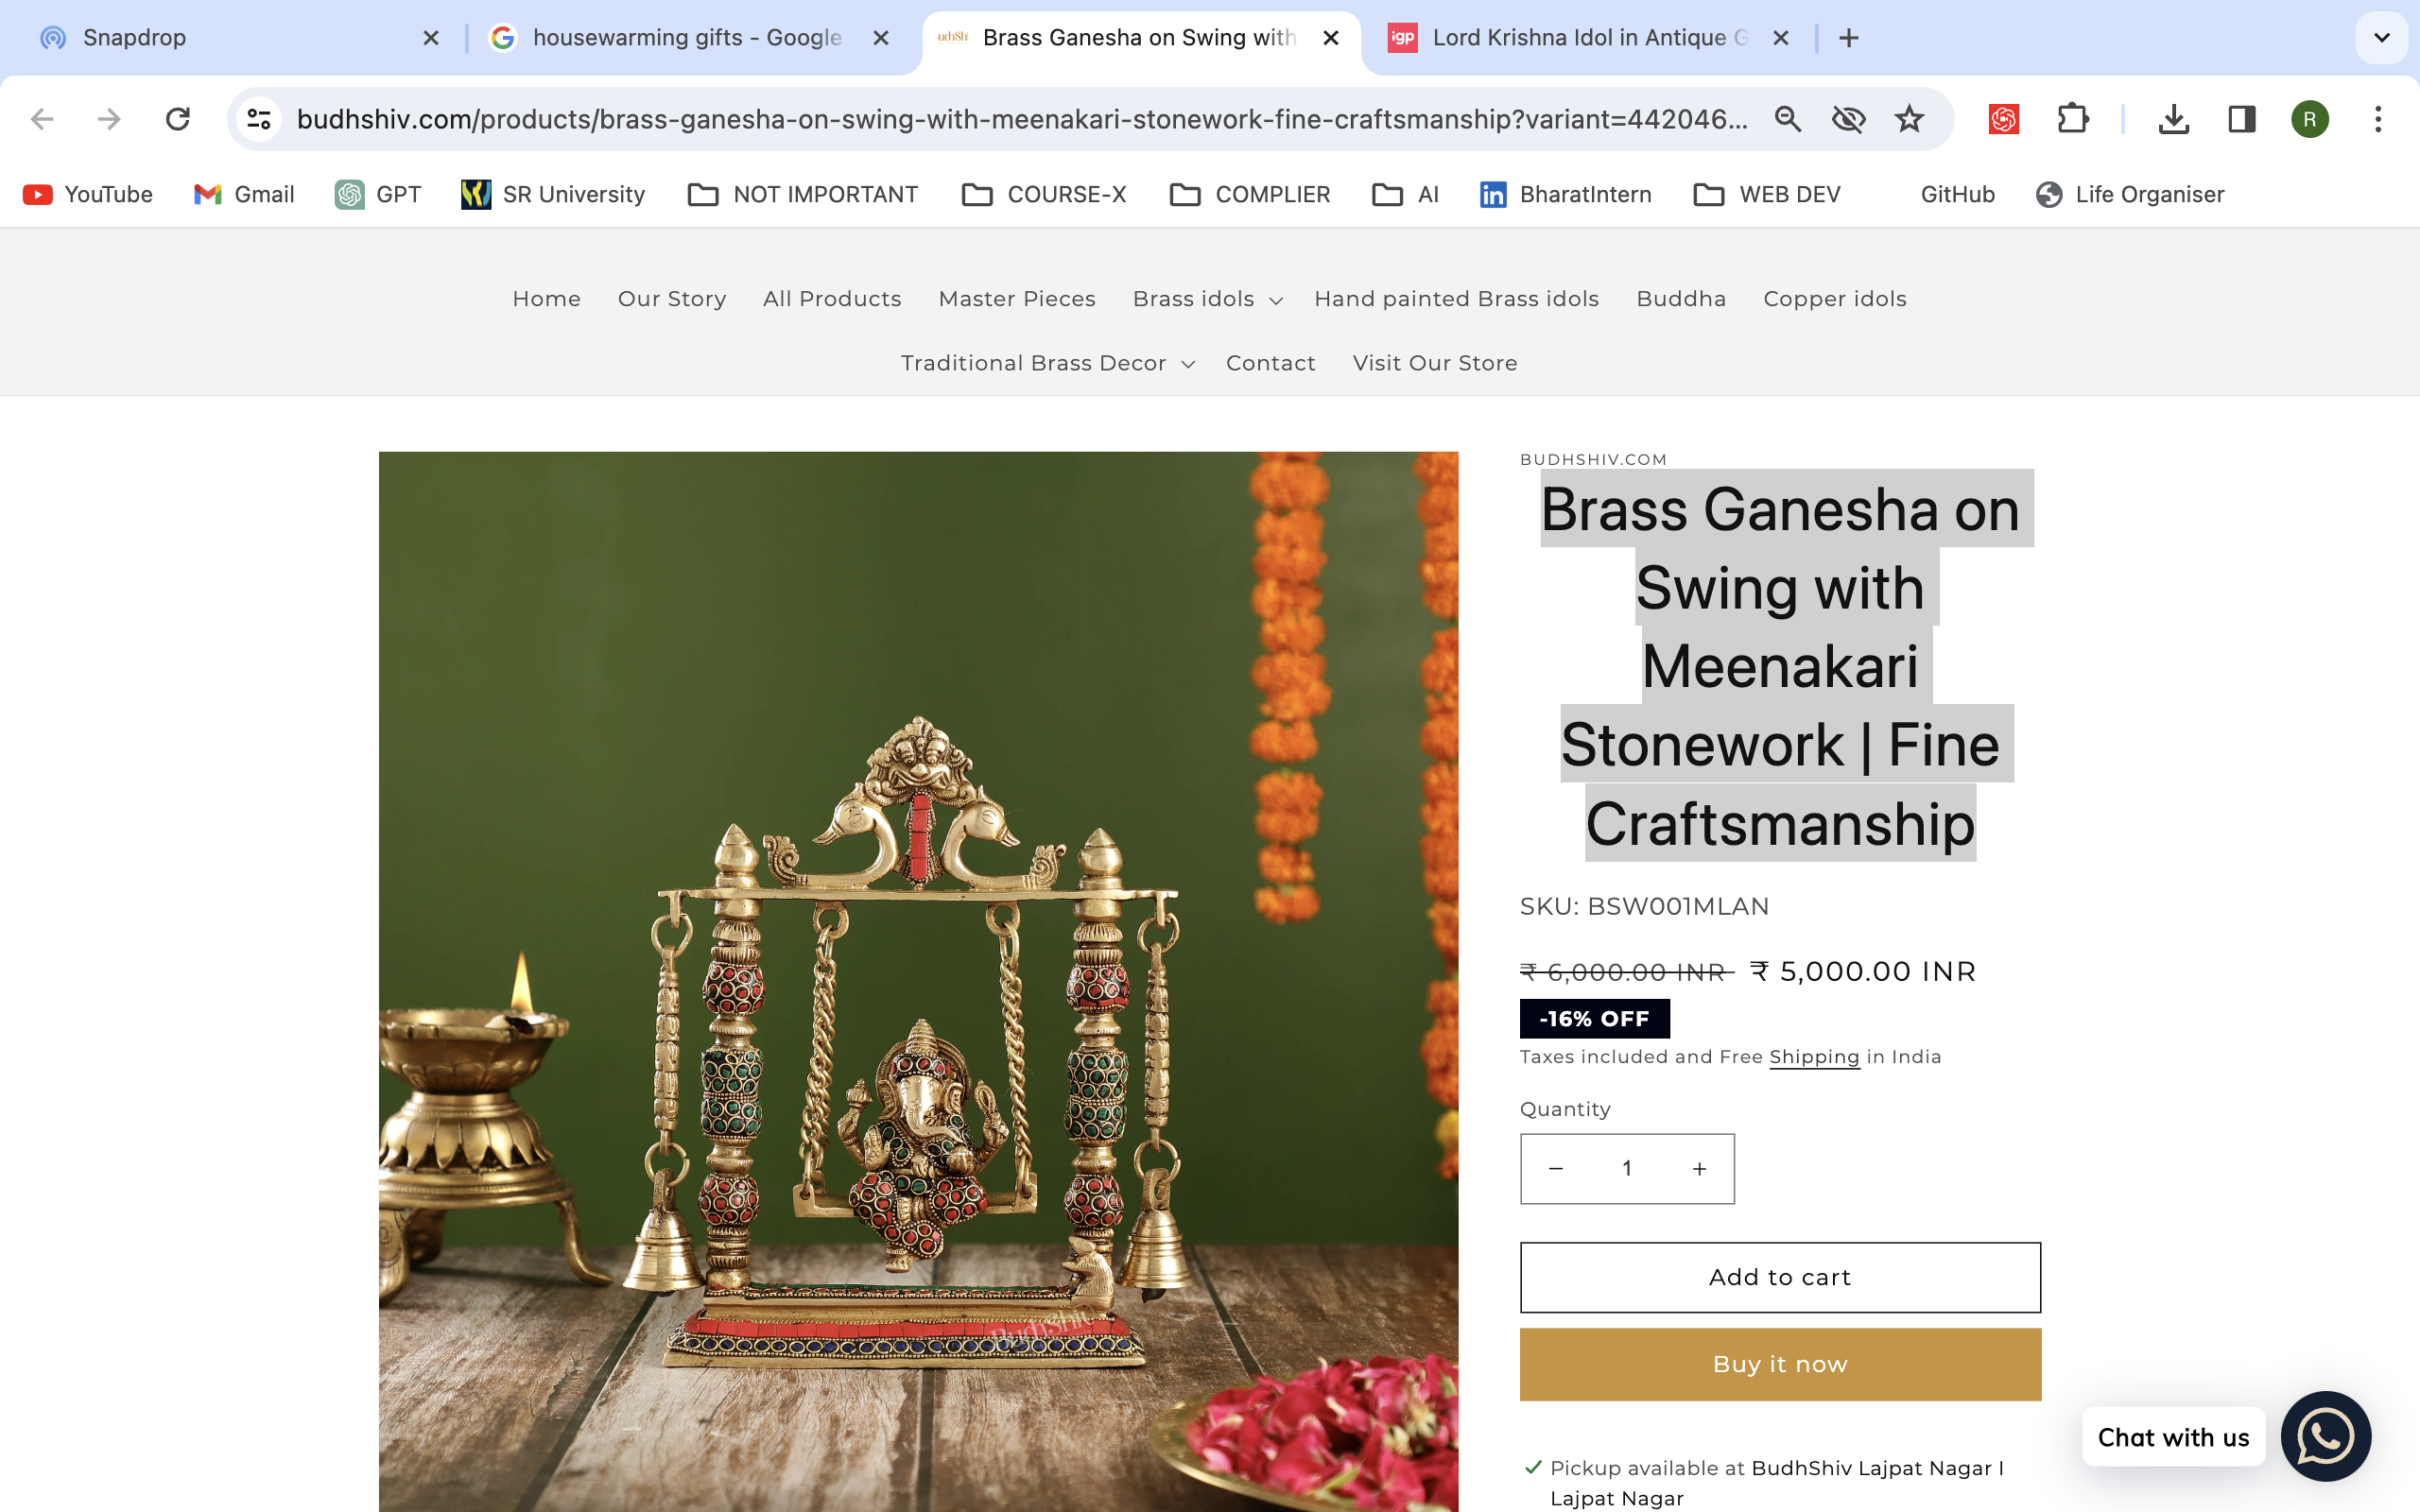 Snapdrop
housewarming gifts - Google
Brass Ganesha on Swing with
igp
Lord Krishna Idol in Antique G
budhshiv.com/products/brass-ganesha-on-swing-with-meenakari-stonework-fine-craftsmanship?variant=442046...
R
YouTube
Gmail
GPT
SR University
NOT IMPORTANT
COURSE-X
COMPLIER
AI
BharatIntern
WEB DEV
GitHub
Life Organiser
Home
Our Story
All Products
Master Pieces
Brass idols
Hand painted Brass idols
Buddha
Copper idols
Traditional Brass Decor
Contact
Visit Our Store
BUDHSHIV.COM
Brass Ganesha on
Swing with
Meenakari
Stonework | Fine
Craftsmanship
SKU: BSW001MLAN
₹ 6,000.00 INR ₹ 5,000.00 INR
-16% OFF
Taxes included and Free Shipping in India
Quantity
− 1 +
Add to cart
Buy it now
Pickup available at BudhShiv Lajpat Nagar I
Lajpat Nagar
Chat with us
BudhShiv